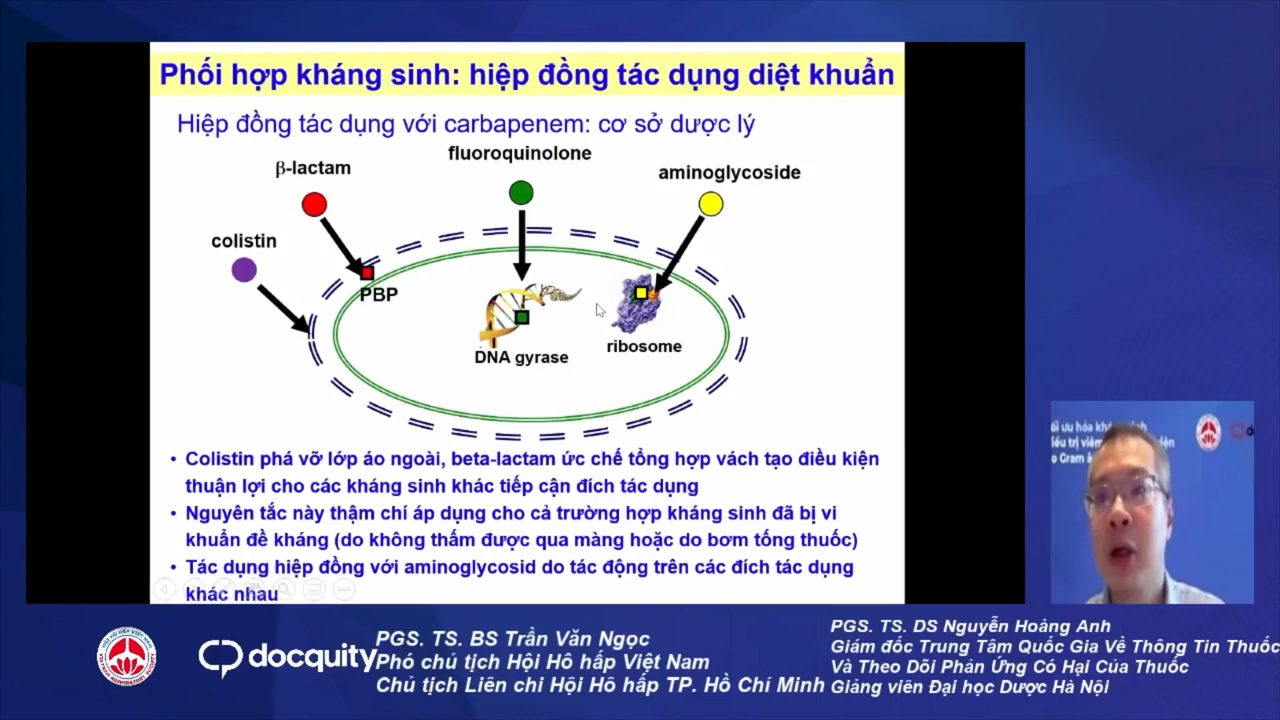 Phối hợp kháng sinh: hiệp đồng tác dụng diệt khuẩn
Hiệp đồng tác dụng với carbapenem: cơ sở dược lý
fluoroquinolone
β-lactam
aminoglycoside
colistin
PBP
DNA gyrase
ribosome
• Colistin phá vỡ lớp áo ngoài, beta-lactam ức chế tổng hợp vách tạo điều kiện
thuận lợi cho các kháng sinh khác tiếp cận đích tác dụng
• Nguyên tắc này thậm chí áp dụng cho cả trường hợp kháng sinh đã bị vi
khuẩn đề kháng (do không thấm được qua màng hoặc do bơm tống thuốc)
• Tác dụng hiệp đồng với aminoglycosid do tác động trên các đích tác dụng
khác nhau
docquity
PGS. TS. BS Trần Văn Ngọc
Phó chủ tịch Hội Hô hấp Việt Nam
Chủ tịch Liên chi Hội Hô hấp TP. Hồ Chí Minh
PGS. TS. DS Nguyễn Hoàng Anh
Giám đốc Trung Tâm Quốc Gia Về Thông Tin Thuốc
Và Theo Dõi Phản Ứng Có Hại Của Thuốc
Giảng viên Đại học Dược Hà Nội